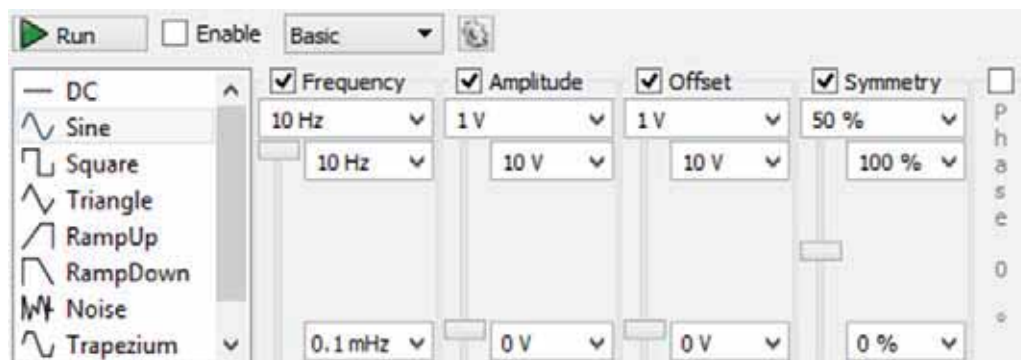 Run Enable Basic
Frequency Amplitude Offset Symmetry
DC
10 Hz 1 V 1 V 50 %
Sine
Square
10 Hz 10 V 10 V 100 %
Triangle
RampUp
RampDown
Noise
Trapezium
0.1 mHz 0 V 0 V 0 %
Phase 0 °